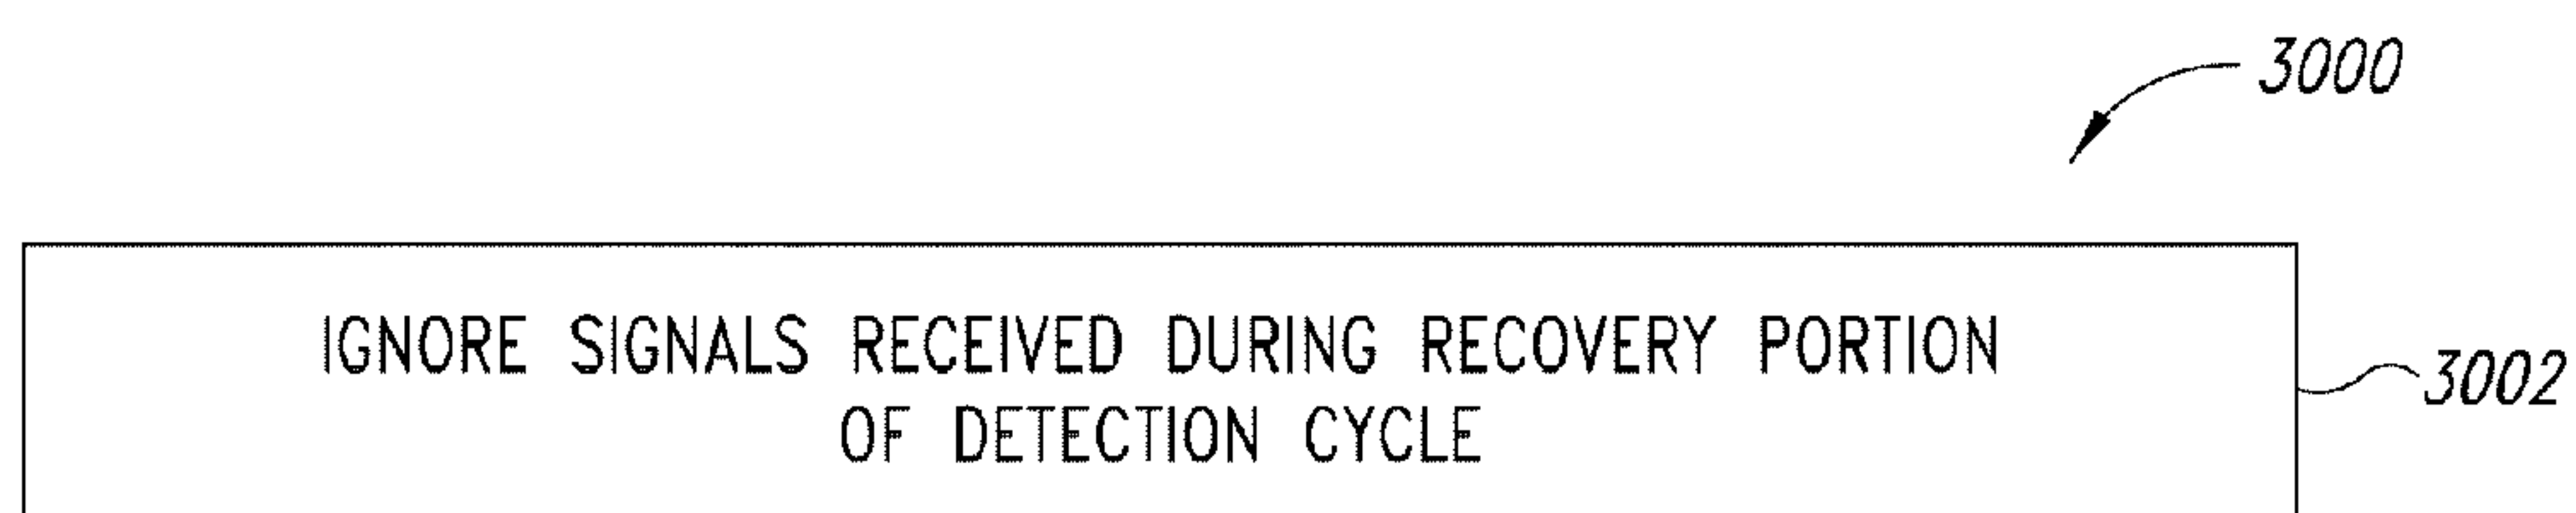 3000
IGNORE SIGNALS RECEIVED DURING RECOVERY PORTION
OF DETECTION CYCLE
3002